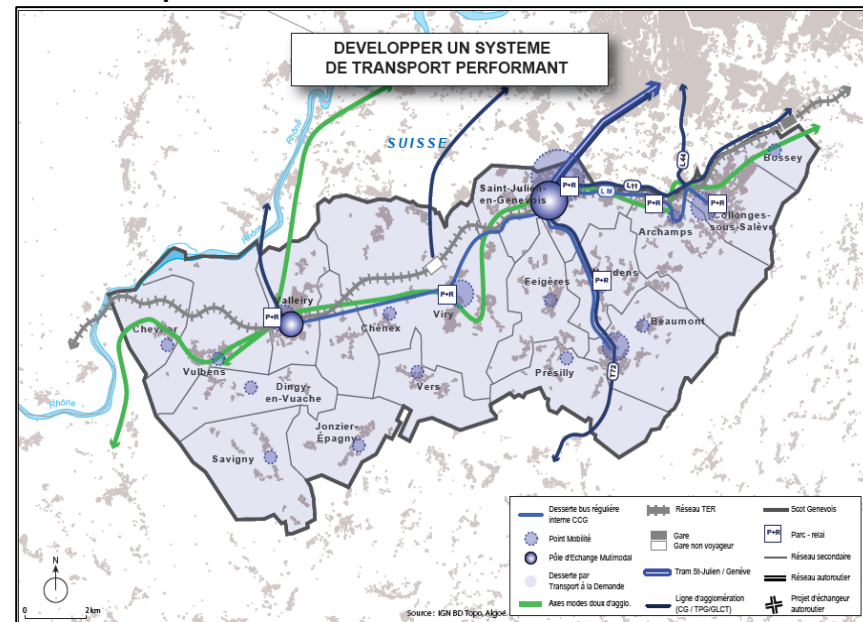 DEVELOPPER UN SYSTEME
DE TRANSPORT PERFORMANT
SUISSE
Rhône
Rhône
Bossey
L44
Saint-Julien-
en-Genevois
P+R
L11
L M
P+R
P+R
Collonges-
sous-Salève
Archamps
Feigères
P+R
Valleiry
P+R
P+R
Viry
Chênex
Beaumont
Vulbens
Présilly
T72
Vers
Dingy-
en-Vuache
Jonzier-
Épagny
Savigny
N
0 2km
Source : IGN BD Topo, Algoé
Desserte bus régulière
interne CCG
Point Mobilité
Pôle d'Echange Mutimodal
Desserte par
Transport à la Demande
Axes modes doux d'agglo.
Réseau TER
Gare
Gare non voyageur
Tram St-Julien / Genève
Ligne d'agglomération
(CG / TPG/GLCT)
Scot Genevois
P+R
Parc - relai
Réseau secondaire
Réseau autoroutier
Projet d'échangeur
autoroutier